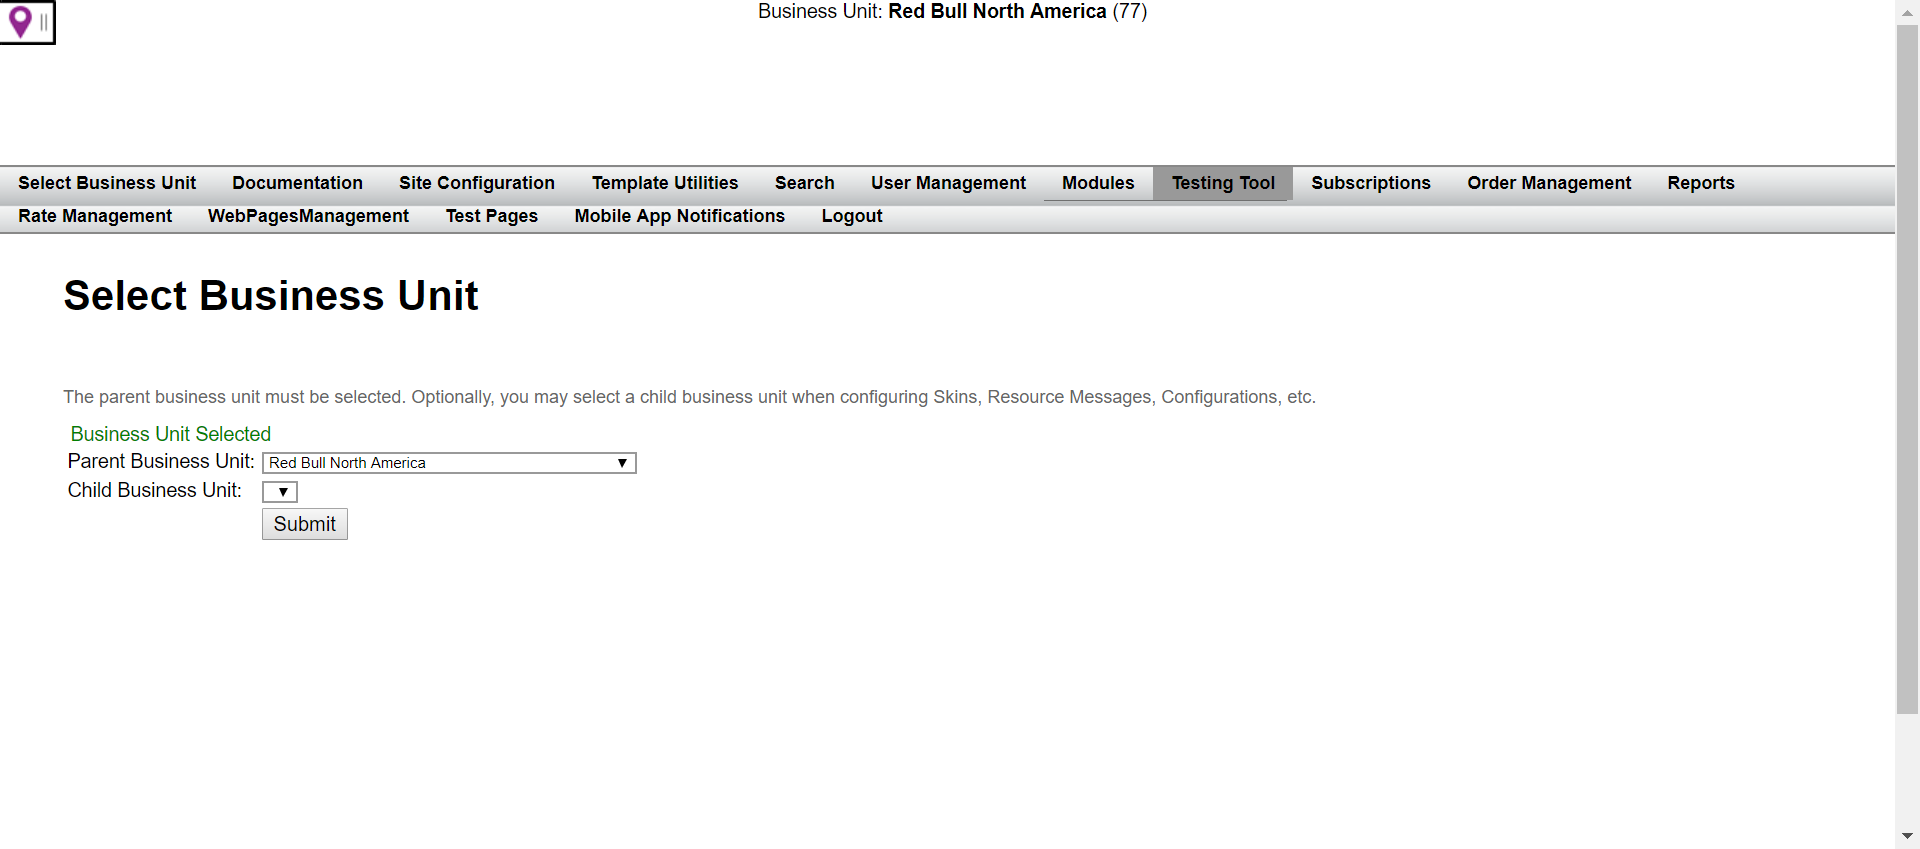 Business Unit: Red Bull North America (77)
Select Business Unit Documentation Site Configuration Template Utilities Search User Management Modules Testing Tool Subscriptions Order Management Reports
Rate Management WebPagesManagement Test Pages Mobile App Notifications Logout
Select Business Unit
The parent business unit must be selected. Optionally, you may select a child business unit when configuring Skins, Resource Messages, Configurations, etc.
Business Unit Selected
Parent Business Unit: Red Bull North America
Child Business Unit:
Submit